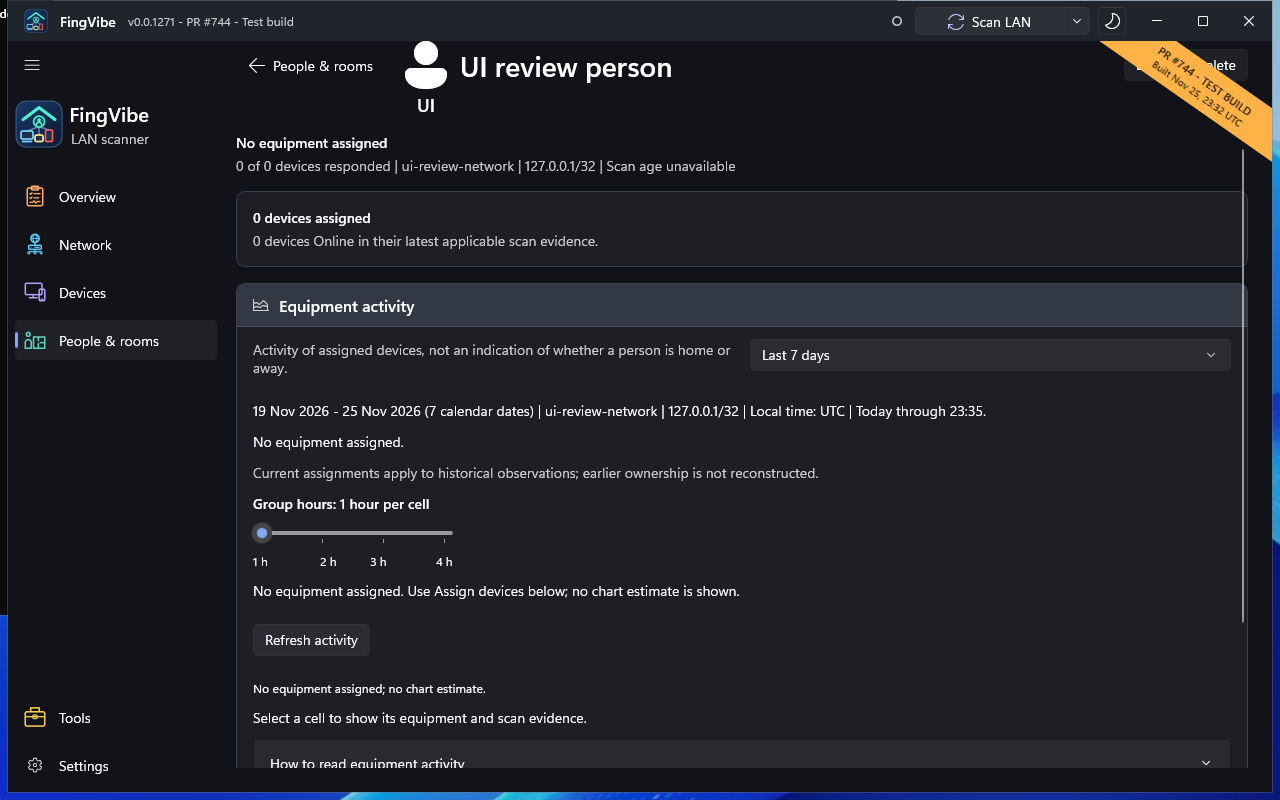 FingVibe v0.0.1271 - PR #744 - Test build
Scan LAN
People & rooms
UI review person
UI
PR #744 - TEST BUILD
Built Nov 25, 23:32 UTC
FingVibe
LAN scanner
Overview
Network
Devices
People & rooms
Tools
Settings
No equipment assigned
0 of 0 devices responded | ui-review-network | 127.0.0.1/32 | Scan age unavailable
0 devices assigned
0 devices Online in their latest applicable scan evidence.
Equipment activity
Activity of assigned devices, not an indication of whether a person is home or
away.
Last 7 days
19 Nov 2026 - 25 Nov 2026 (7 calendar dates) | ui-review-network | 127.0.0.1/32 | Local time: UTC | Today through 23:35.
No equipment assigned.
Current assignments apply to historical observations; earlier ownership is not reconstructed.
Group hours: 1 hour per cell
1 h 2 h 3 h 4 h
No equipment assigned. Use Assign devices below; no chart estimate is shown.
Refresh activity
No equipment assigned; no chart estimate.
Select a cell to show its equipment and scan evidence.
How to read equipment activity